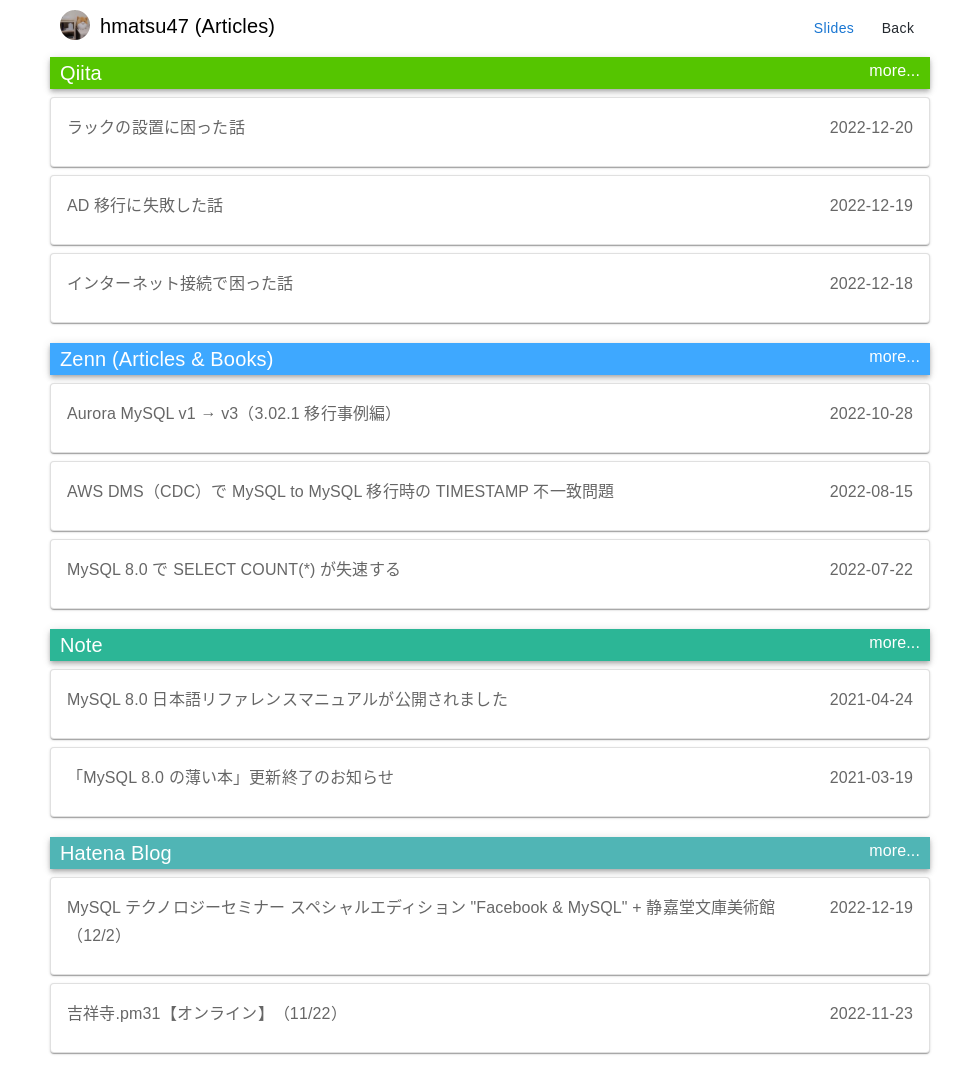 hmatsu47 (Articles)
Slides
Back
Qiita
more...
ラックの設置に困った話
2022-12-20
AD 移行に失敗した話
2022-12-19
インターネット接続で困った話
2022-12-18
Zenn (Articles & Books)
more...
Aurora MySQL v1 → v3（3.02.1 移行事例編）
2022-10-28
AWS DMS（CDC）で MySQL to MySQL 移行時の TIMESTAMP 不一致問題
2022-08-15
MySQL 8.0 で SELECT COUNT(*) が失速する
2022-07-22
Note
more...
MySQL 8.0 日本語リファレンスマニュアルが公開されました
2021-04-24
「MySQL 8.0 の薄い本」更新終了のお知らせ
2021-03-19
Hatena Blog
more...
MySQL テクノロジーセミナー スペシャルエディション "Facebook & MySQL" + 静嘉堂文庫美術館
（12/2）
2022-12-19
吉祥寺.pm31【オンライン】（11/22）
2022-11-23